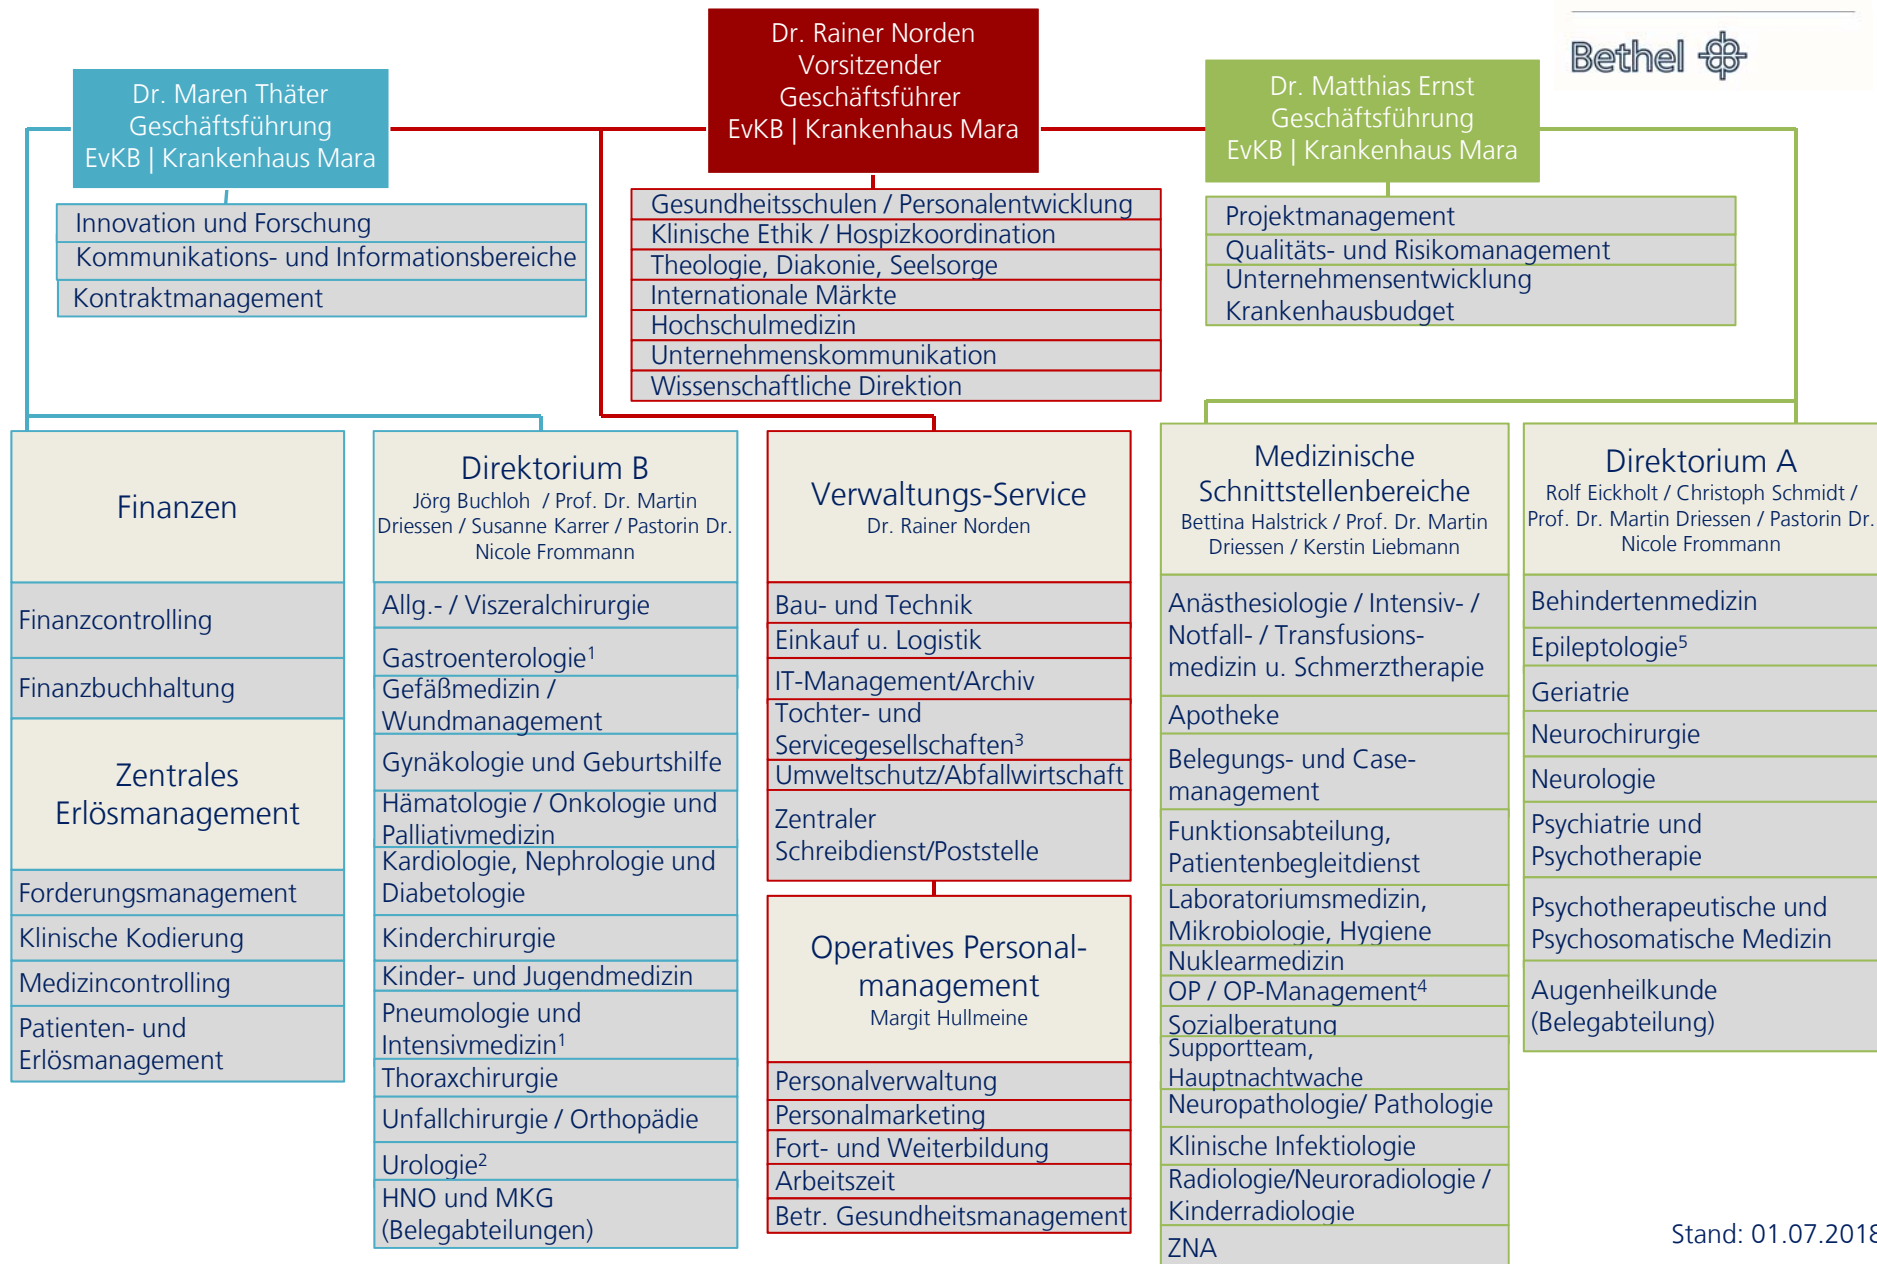 Bethel
Dr. Rainer Norden
Vorsitzender
Geschäftsführer
EvKB | Krankenhaus Mara
Dr. Maren Thäter
Geschäftsführung
EvKB | Krankenhaus Mara
Dr. Matthias Ernst
Geschäftsführung
EvKB | Krankenhaus Mara
Innovation und Forschung
Kommunikations- und Informationsbereiche
Kontraktmanagement
Gesundheitsschulen / Personalentwicklung
Klinische Ethik / Hospizkoordination
Theologie, Diakonie, Seelsorge
Internationale Märkte
Hochschulmedizin
Unternehmenskommunikation
Wissenschaftliche Direktion
Projektmanagement
Qualitäts- und Risikomanagement
Unternehmensentwicklung
Krankenhausbudget
Finanzen
Finanzcontrolling
Finanzbuchhaltung
Zentrales
Erlösmanagement
Forderungsmanagement
Klinische Kodierung
Medizincontrolling
Patienten- und
Erlösmanagement
Direktorium B
Jörg Buchloh / Prof. Dr. Martin
Driessen / Susanne Karrer / Pastorin Dr.
Nicole Frommann
Allg.- / Viszeralchirurgie
Gastroenterologie¹
Gefäßmedizin /
Wundmanagement
Gynäkologie und Geburtshilfe
Hämatologie / Onkologie und
Palliativmedizin
Kardiologie, Nephrologie und
Diabetologie
Kinderchirurgie
Kinder- und Jugendmedizin
Pneumologie und
Intensivmedizin¹
Thoraxchirurgie
Unfallchirurgie / Orthopädie
Urologie²
HNO und MKG
(Belegabteilungen)
Verwaltungs-Service
Dr. Rainer Norden
Bau- und Technik
Einkauf u. Logistik
IT-Management/Archiv
Tochter- und
Servicegesellschaften³
Umweltschutz/Abfallwirtschaft
Zentraler
Schreibdienst/Poststelle
Operatives Personal-
management
Margit Hullmeine
Personalverwaltung
Personalmarketing
Fort- und Weiterbildung
Arbeitszeit
Betr. Gesundheitsmanagement
Medizinische
Schnittstellenbereiche
Bettina Halstrick / Prof. Dr. Martin
Driessen / Kerstin Liebmann
Anästhesiologie / Intensiv- /
Notfall- / Transfusions-
medizin u. Schmerztherapie
Apotheke
Belegungs- und Case-
management
Funktionsabteilung,
Patientenbegleitdienst
Laboratoriumsmedizin,
Mikrobiologie, Hygiene
Nuklearmedizin
OP / OP-Management⁴
Sozialberatung
Supportteam,
Hauptnachtwache
Neuropathologie/ Pathologie
Klinische Infektiologie
Radiologie/Neuroradiologie /
Kinderradiologie
ZNA
Direktorium A
Rolf Eickholt / Christoph Schmidt /
Prof. Dr. Martin Driessen / Pastorin Dr.
Nicole Frommann
Behindertenmedizin
Epileptologie⁵
Geriatrie
Neurochirurgie
Neurologie
Psychiatrie und
Psychotherapie
Psychotherapeutische und
Psychosomatische Medizin
Augenheilkunde
(Belegabteilung)
Stand: 01.07.2018